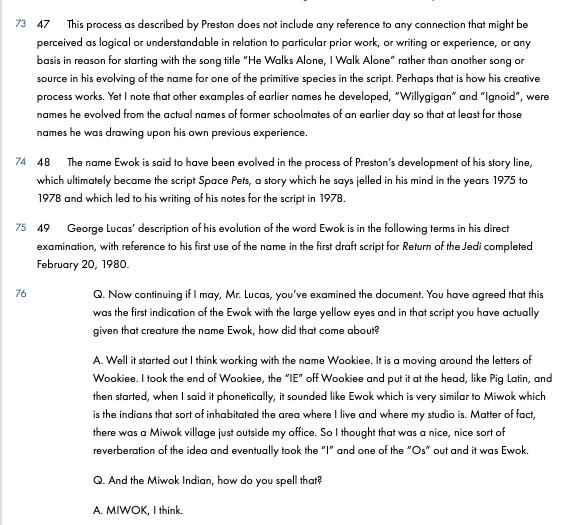 73 47 This process as described by Preston does not include any reference to any connection that might be
perceived as logical or understandable in relation to particular prior work, or writing or experience, or any
basis in reason for starting with the song title “He Walks Alone, I Walk Alone” rather than another song or
source in his evolving of the name for one of the primitive species in the script. Perhaps that is how his creative
process works. Yet I note that other examples of earlier names he developed, “Willygigan” and “Ignoid”, were
names he evolved from the actual names of former schoolmates of an earlier day so that at least for those
names he was drawing upon his own previous experience.
74 48 The name Ewok is said to have been evolved in the process of Preston’s development of his story line,
which ultimately became the script Space Pets, a story which he says jelled in his mind in the years 1975 to
1978 and which led to his writing of his notes for the script in 1978.
75 49 George Lucas’ description of his evolution of the word Ewok is in the following terms in his direct
examination, with reference to his first use of the name in the first draft script for Return of the Jedi completed
February 20, 1980.
76 Q. Now continuing if I may, Mr. Lucas, you’ve examined the document. You have agreed that this
was the first indication of the Ewok with the large yellow eyes and in that script you have actually
given that creature the name Ewok, how did that come about?
A. Well it started out I think working with the name Wookiee. It is a moving around the letters of
Wookiee. I took the end of Wookiee, the “IE” off Wookiee and put it at the head, like Pig Latin, and
then started, when I said it phonetically, it sounded like Ewok which is very similar to Miwok which
is the indians that sort of inhabitated the area where I live and where my studio is. Matter of fact,
there was a Miwok village just outside my office. So I thought that was a nice, nice sort of
reverberation of the idea and eventually took the “I” and one of the “Os” out and it was Ewok.
Q. And the Miwok Indian, how do you spell that?
A. MIWOK, I think.